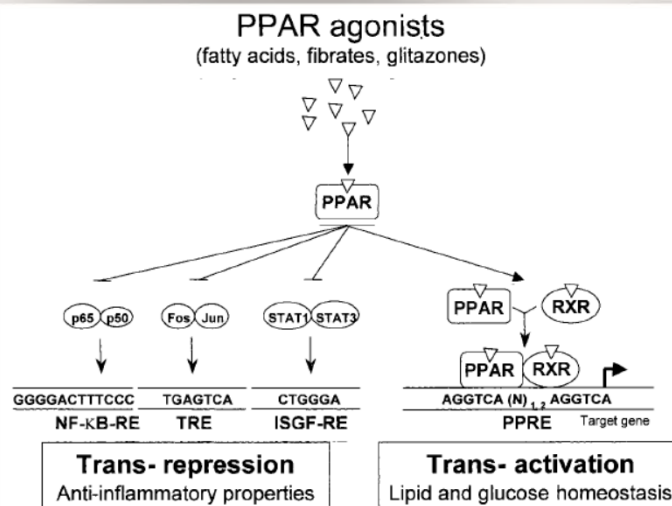 PPAR agonists
(fatty acids, fibrates, glitazones)
PPAR
p65 p50
Fos Jun
STAT1 STAT3
PPAR RXR
PPAR RXR
GGGGACTTTCCC TGAGTCA CTGGGA AGGTCA (N) 1, 2 AGGTCA
NF-κB-RE TRE ISGF-RE PPRE Target gene
Trans- repression
Anti-inflammatory properties
Trans- activation
Lipid and glucose homeostasis